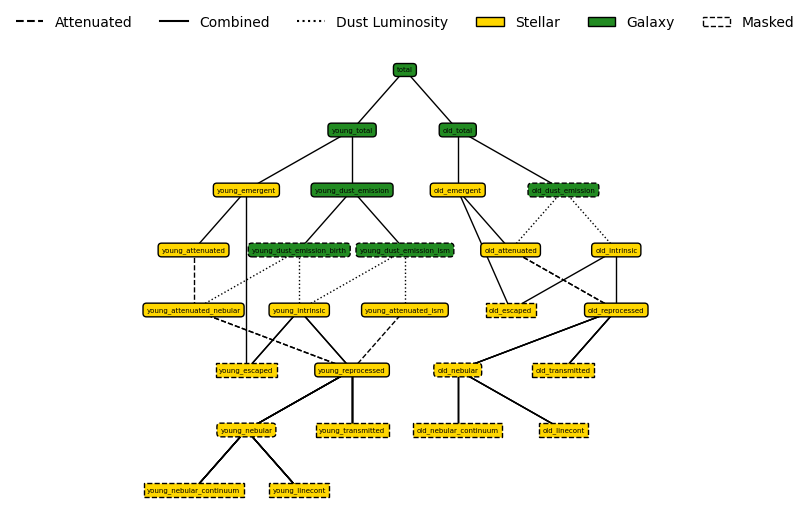 Attenuated Combined Dust Luminosity Stellar Galaxy Masked
total
young_total old_total
young_emergent young_dust_emission old_emergent old_dust_emission
young_attenuated young_dust_emission_birth young_dust_emission_ism old_attenuated old_intrinsic
young_attenuated_nebular young_intrinsic young_attenuated_ism old_escaped old_reprocessed
young_escaped young_reprocessed old_nebular old_transmitted
young_nebular young_transmitted old_nebular_continuum old_linecont
young_nebular_continuum young_linecont